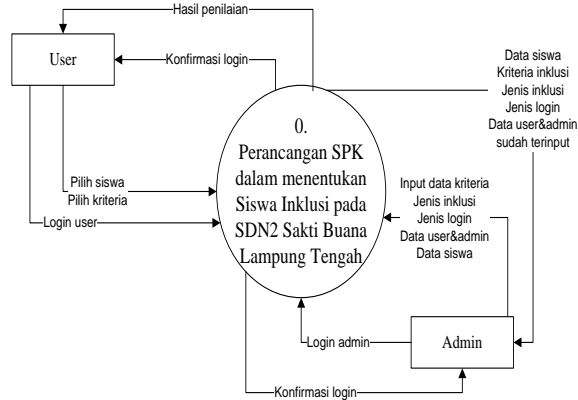 Hasil penilaian
User
Konfirmasi login
Data siswa
Kriteria inklusi
Jenis inklusi
Jenis login
Data user&admin
sudah terinput
0.
Perancangan SPK
dalam menentukan
Siswa Inklusi pada
SDN2 Sakti Buana
Lampung Tengah
Pilih siswa
Pilih kriteria
Login user
Input data kriteria
Jenis inklusi
Jenis login
Data user&admin
Data siswa
Login admin
Admin
Konfirmasi login